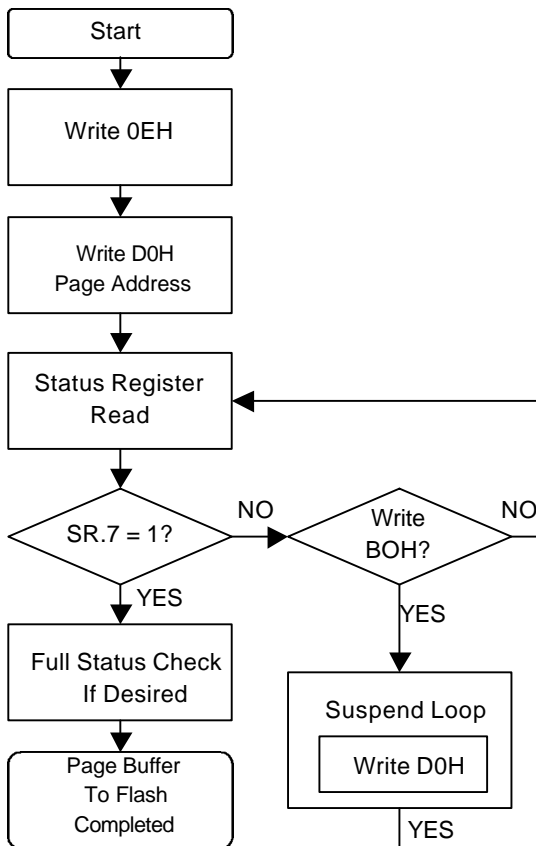 Start
Write 0EH
Write D0H
Page Address
Status Register
Read
SR.7 = 1?
NO
Write
BOH?
NO
YES
YES
Full Status Check
If Desired
Suspend Loop
Write D0H
Page Buffer
To Flash
Completed
YES